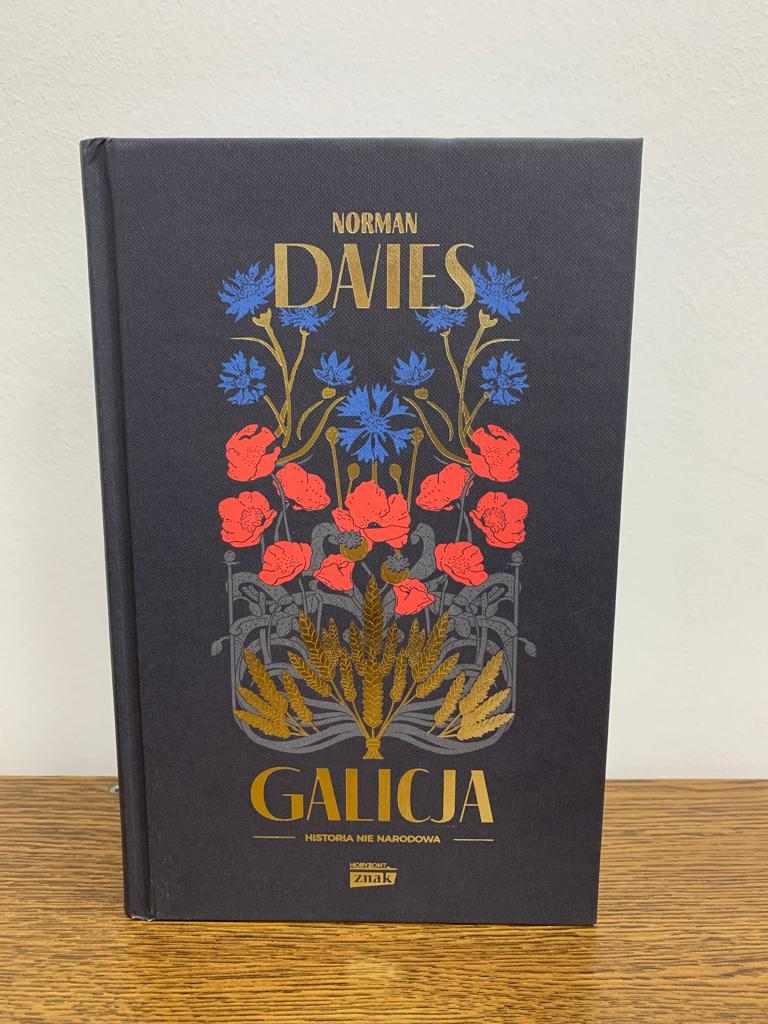 NORMAN
DAVIES
GALICJA
HISTORIA NIE NARODOWA
HORYZONT
znak